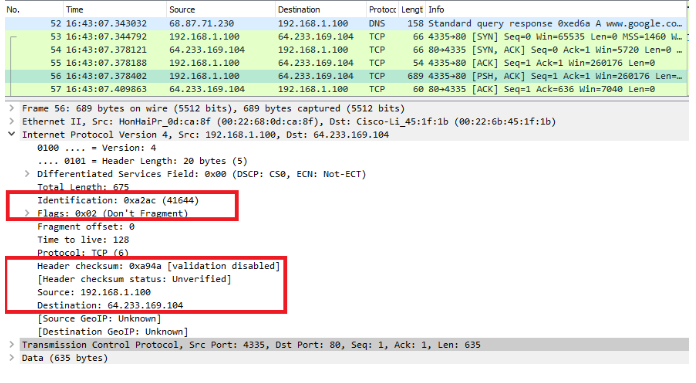 No. Time Source Destination Protoc Lengt Info
52 16:43:07.343032 68.87.71.230 192.168.1.100 DNS 158 Standard query response 0xed6a A www.google.co…
53 16:43:07.344792 192.168.1.100 64.233.169.104 TCP 66 4335→80 [SYN] Seq=0 Win=65535 Len=0 MSS=1460 W…
54 16:43:07.378121 64.233.169.104 192.168.1.100 TCP 66 80→4335 [SYN, ACK] Seq=0 Ack=1 Win=5720 Len=0 …
55 16:43:07.378188 192.168.1.100 64.233.169.104 TCP 54 4335→80 [ACK] Seq=1 Ack=1 Win=260176 Len=0
56 16:43:07.378402 192.168.1.100 64.233.169.104 TCP 689 4335→80 [PSH, ACK] Seq=1 Ack=1 Win=260176 Len=…
57 16:43:07.409863 64.233.169.104 192.168.1.100 TCP 60 80→4335 [ACK] Seq=1 Ack=636 Win=7040 Len=0
Frame 56: 689 bytes on wire (5512 bits), 689 bytes captured (5512 bits)
Ethernet II, Src: HonHaiPr_0d:ca:8f (00:22:68:0d:ca:8f), Dst: Cisco-Li_45:1f:1b (00:22:6b:45:1f:1b)
Internet Protocol Version 4, Src: 192.168.1.100, Dst: 64.233.169.104
0100 .... = Version: 4
.... 0101 = Header Length: 20 bytes (5)
Differentiated Services Field: 0x00 (DSCP: CS0, ECN: Not-ECT)
Total Length: 675
Identification: 0xa2ac (41644)
Flags: 0x02 (Don't Fragment)
Fragment offset: 0
Time to live: 128
Protocol: TCP (6)
Header checksum: 0xa94a [validation disabled]
[Header checksum status: Unverified]
Source: 192.168.1.100
Destination: 64.233.169.104
[Source GeoIP: Unknown]
[Destination GeoIP: Unknown]
Transmission Control Protocol, Src Port: 4335, Dst Port: 80, Seq: 1, Ack: 1, Len: 635
Data (635 bytes)